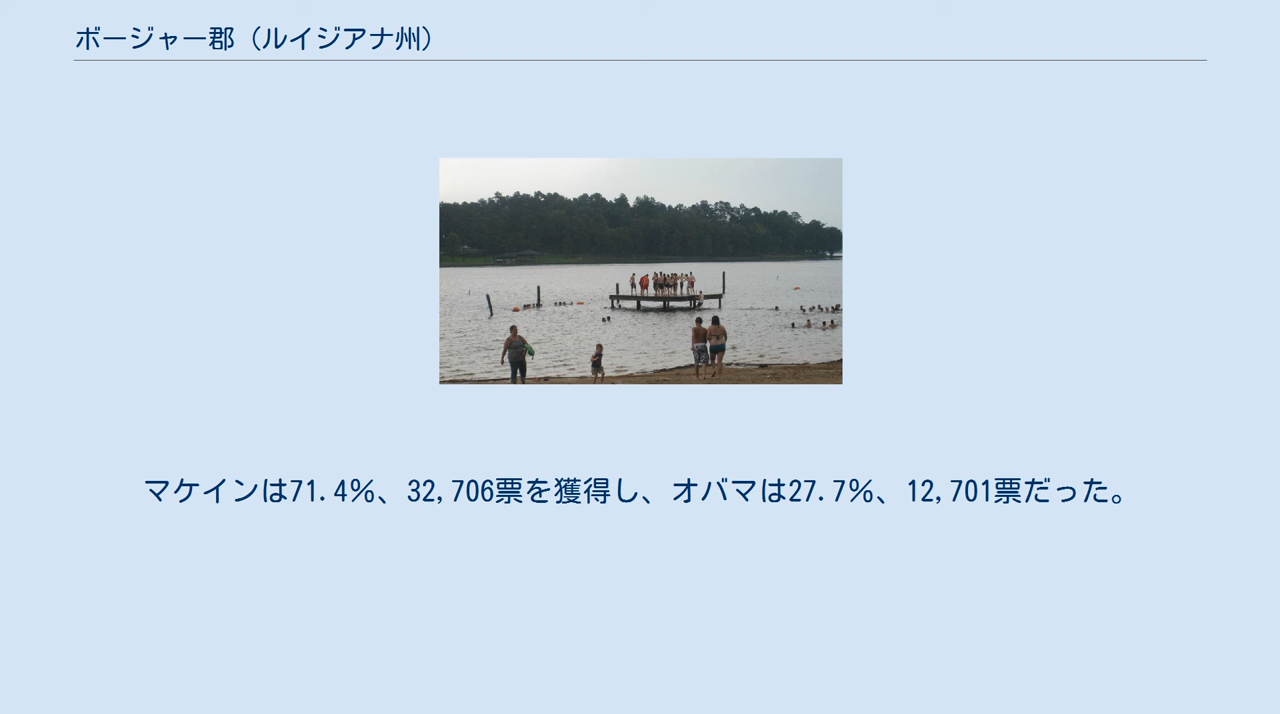 ボージャー郡（ルイジアナ州）
マケインは71.4％、32,706票を獲得し、オバマは27.7％、12,701票だった。